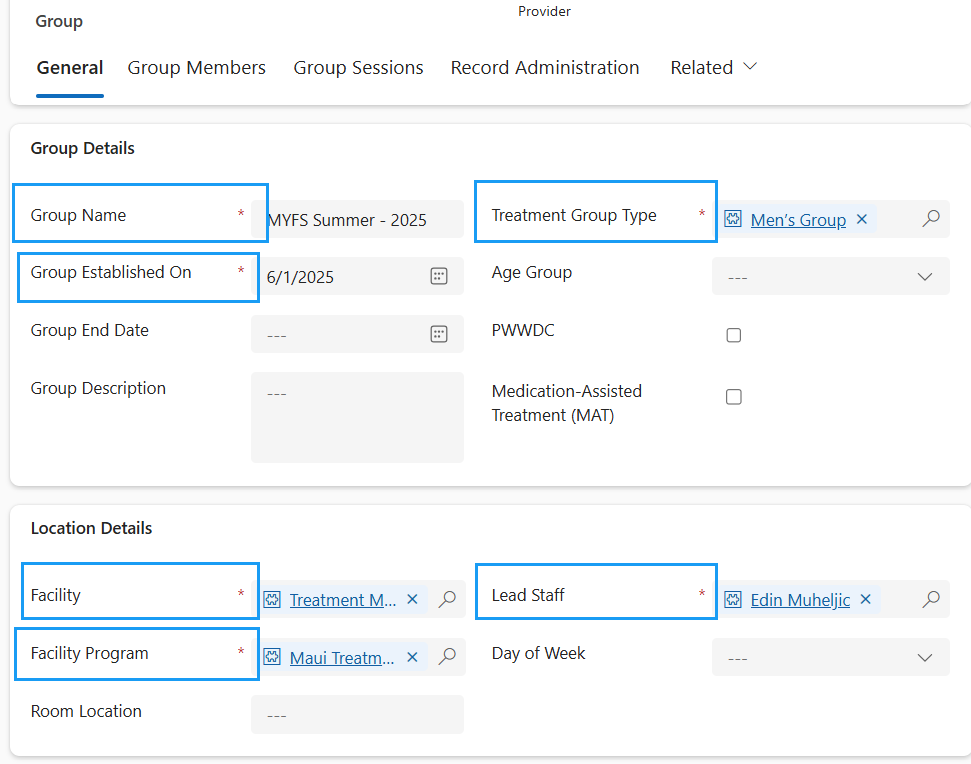 Provider
Group
General Group Members Group Sessions Record Administration Related
Group Details
Group Name * MYFS Summer - 2025 Treatment Group Type * Men's Group
Group Established On * 6/1/2025 Age Group ---
Group End Date --- PWWDC
Group Description --- Medication-Assisted
Treatment (MAT)
Location Details
Facility * Treatment M... Lead Staff * Edin Muheljic
Facility Program * Maui Treatm... Day of Week ---
Room Location ---